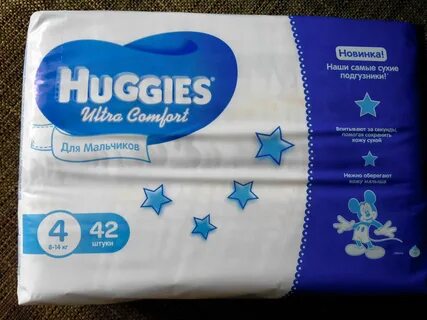 HUGGIES
Ultra Comfort
Для Мальчиков
4
8-14 кг
42
штуки
Новинка!
Наши самые сухие
подгузники!
Впитывают за секунды,
помогая сохранить
кожу сухой
Нежно оберегают
кожу малыша